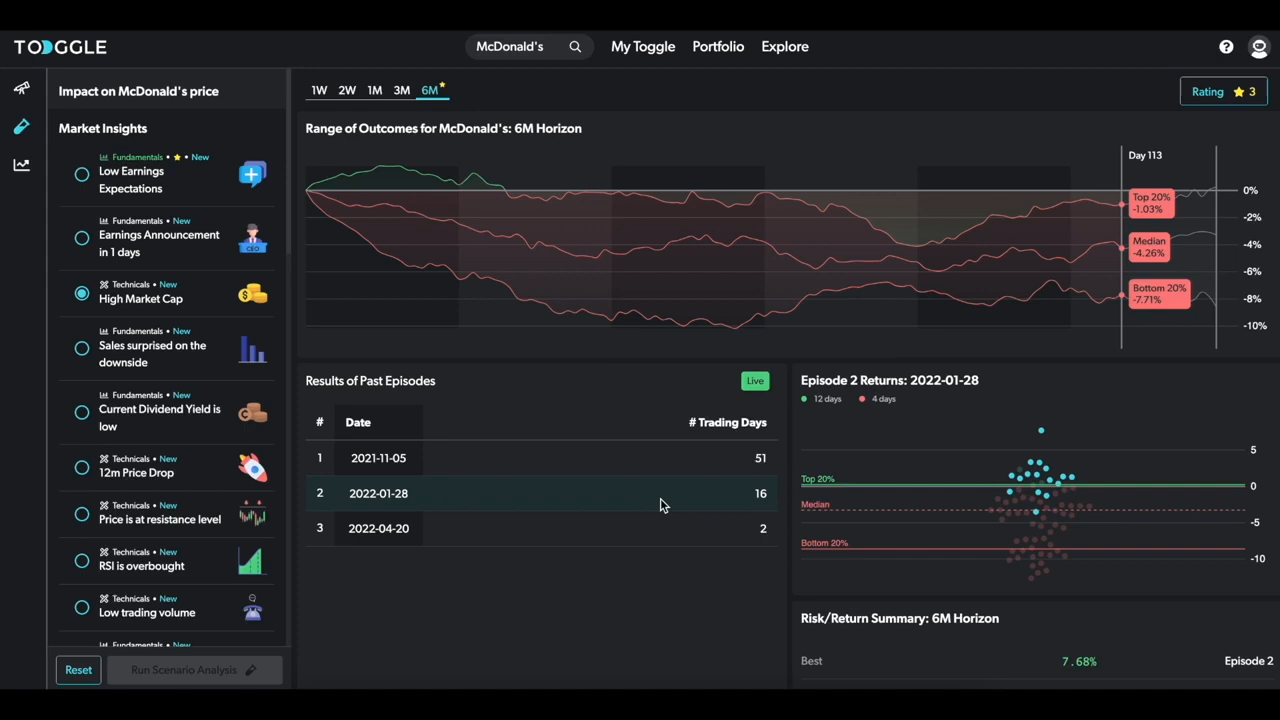 TOGGLE
McDonald's
My Toggle
Portfolio
Explore
?
Impact on McDonald's price
Market Insights
Fundamentals • • New
Low Earnings
Expectations
Fundamentals • New
Earnings Announcement
in 1 days
CEO
Technicals • New
High Market Cap
$
Fundamentals • New
Sales surprised on the
downside
Fundamentals • New
Current Dividend Yield is
low
Technicals • New
12m Price Drop
Technicals • New
Price is at resistance level
Technicals • New
RSI is overbought
Technicals • New
Low trading volume
Fundamentals • New
Reset
Run Scenario Analysis
1W 2W 1M 3M 6M
Rating 3
Range of Outcomes for McDonald's: 6M Horizon
Day 113
Top 20%
-1.03%
Median
-4.26%
Bottom 20%
-7.71%
0%
-2%
-4%
-6%
-8%
-10%
Results of Past Episodes
Live
# Date # Trading Days
1 2021-11-05 51
2 2022-01-28 16
3 2022-04-20 2
Episode 2 Returns: 2022-01-28
12 days 4 days
5
Top 20%
0
Median
-5
Bottom 20%
-10
Risk/Return Summary: 6M Horizon
Best 7.68% Episode 2